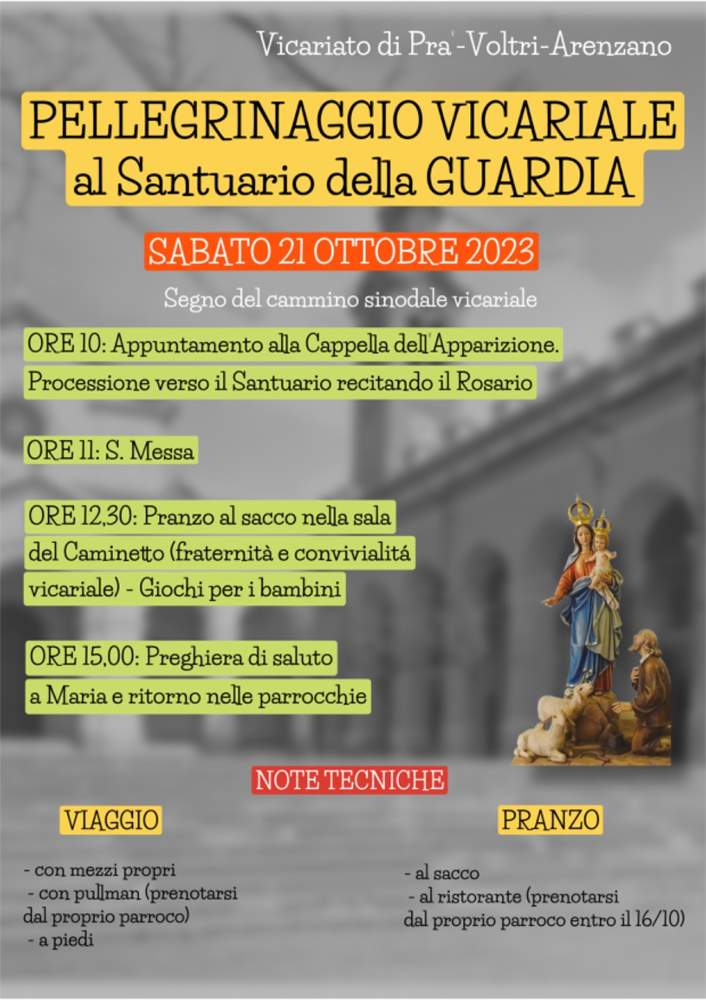 Vicariato di Pra'-Voltri-Arenzano
PELLEGRINAGGIO VICARIALE
al Santuario della GUARDIA
SABATO 21 OTTOBRE 2023
Segno del cammino sinodale vicariale
ORE 10: Appuntamento alla Cappella dell'Apparizione.
Processione verso il Santuario recitando il Rosario
ORE 11: S. Messa
ORE 12,30: Pranzo al sacco nella sala
del Caminetto (fraternità e convivialitá
vicariale) - Giochi per i bambini
ORE 15,00: Preghiera di saluto
a Maria e ritorno nelle parrocchie
NOTE TECNICHE
VIAGGIO
- con mezzi propri
- con pullman (prenotarsi
dal proprio parroco)
- a piedi
PRANZO
- al sacco
- al ristorante (prenotarsi
dal proprio parroco entro il 16/10)